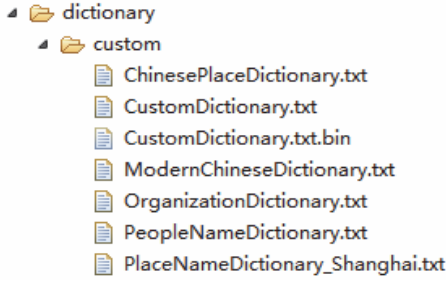 dictionary
custom
ChinesePlaceDictionary.txt
CustomDictionary.txt
CustomDictionary.txt.bin
ModernChineseDictionary.txt
OrganizationDictionary.txt
PeopleNameDictionary.txt
PlaceNameDictionary_Shanghai.txt